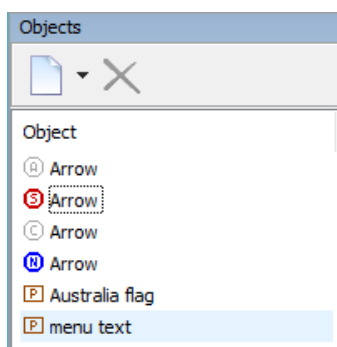 Objects
Object
A Arrow
S Arrow
C Arrow
N Arrow
P Australia flag
P menu text